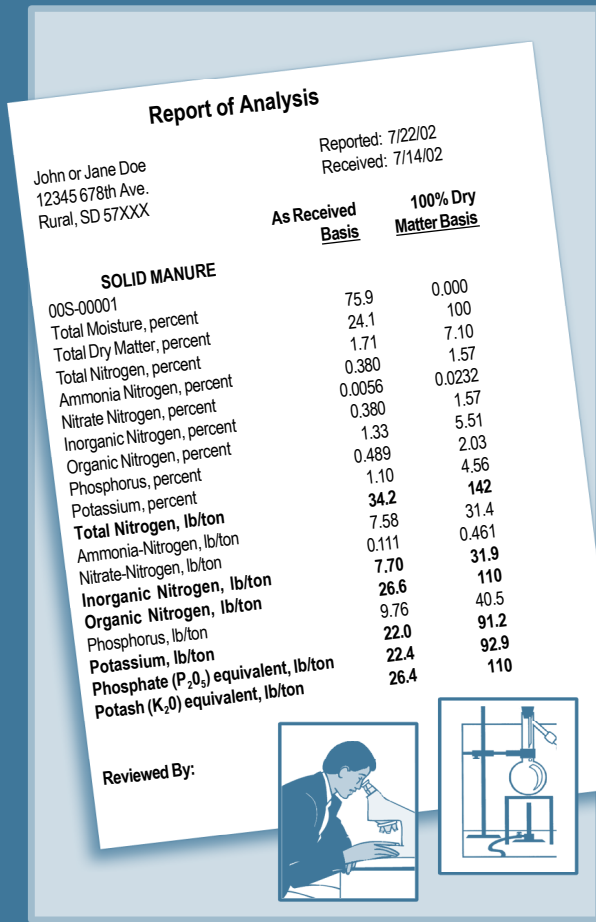 Report of Analysis
John or Jane Doe Reported: 7/22/02
12345 678th Ave. Received: 7/14/02
Rural, SD 57XXX
As Received 100% Dry
Basis Matter Basis
SOLID MANURE
00S-00001
Total Moisture, percent 75.9 0.000
Total Dry Matter, percent 24.1 100
Total Nitrogen, percent 1.71 7.10
Ammonia Nitrogen, percent 0.380 1.57
Nitrate Nitrogen, percent 0.0056 0.0232
Inorganic Nitrogen, percent 0.380 1.57
Organic Nitrogen, percent 1.33 5.51
Phosphorus, percent 0.489 2.03
Potassium, percent 1.10 4.56
Total Nitrogen, lb/ton 34.2 142
Ammonia-Nitrogen, lb/ton 7.58 31.4
Nitrate-Nitrogen, lb/ton 0.111 0.461
Inorganic Nitrogen, lb/ton 7.70 31.9
Organic Nitrogen, lb/ton 26.6 110
Phosphorus, lb/ton 9.76 40.5
Potassium, lb/ton 22.0 91.2
Phosphate (P₂0₅) equivalent, lb/ton 22.4 92.9
Potash (K₂0) equivalent, lb/ton 26.4 110
Reviewed By: